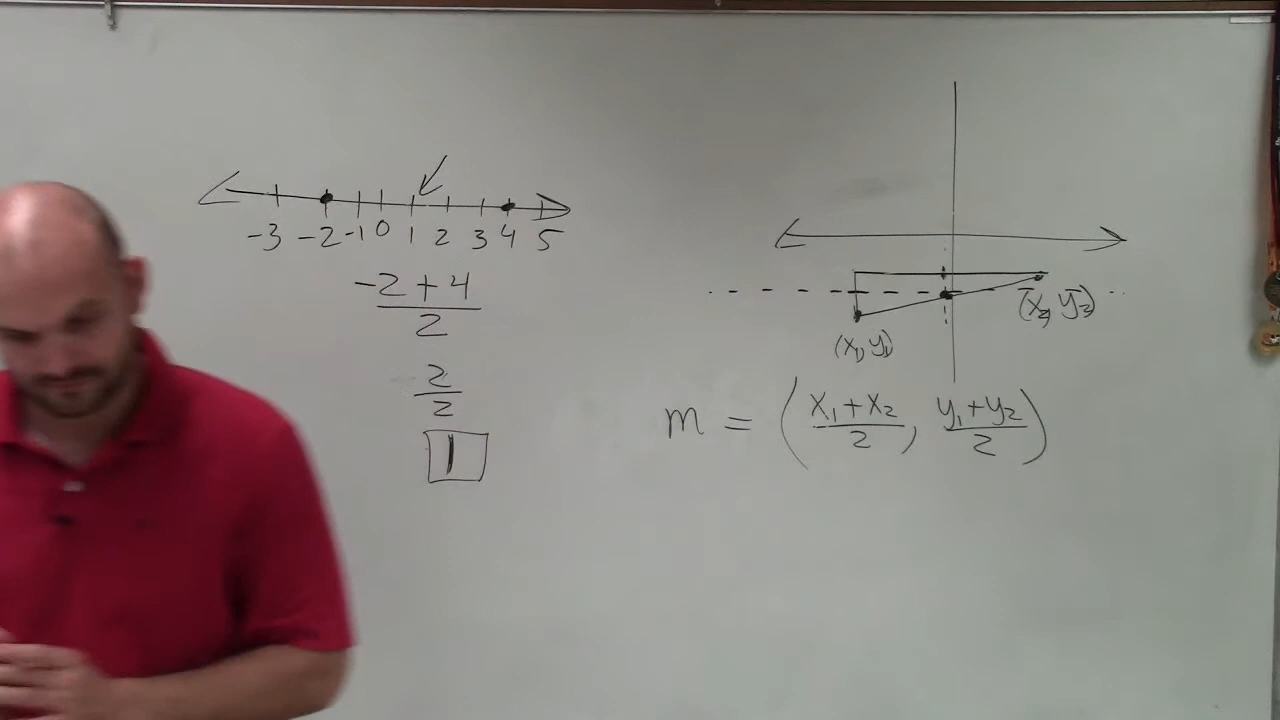 -3 -2 -1 0 1 2 3 4 5
-2 + 4
2
2
2
1
(x1, y1)
(x2, y2)
m = (x1 + x2 / 2, y1 + y2 / 2)